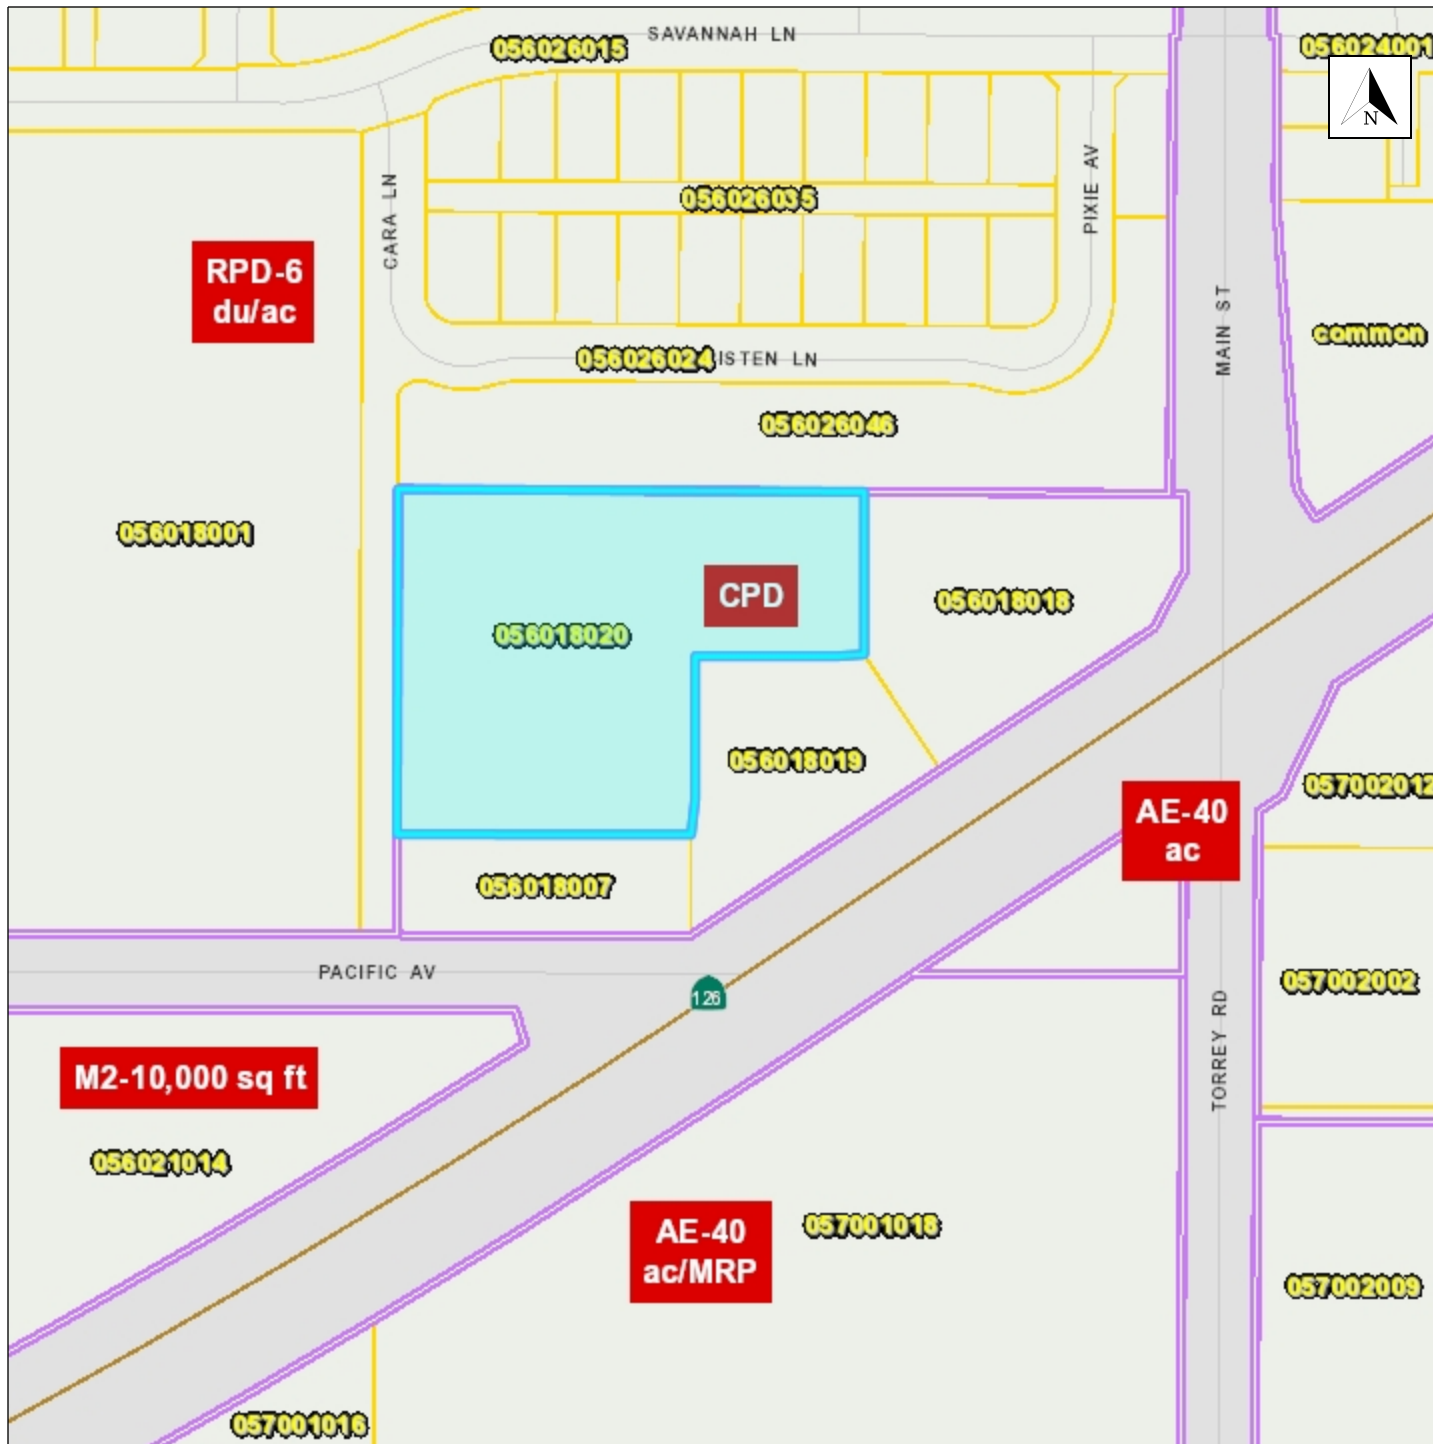 SAVANNAH LN
056026015
056024001
N
CARA LN
056026035
PIXIE AV
RPD-6
du/ac
MAIN ST
common
056026024
ISTEN LN
056026046
056018001
CPD
056018020
056018018
056018019
057002012
AE-40
ac
056018007
PACIFIC AV
126
057002002
TORREY RD
M2-10,000 sq ft
056021014
AE-40
ac/MRP
057001018
057002009
057001016